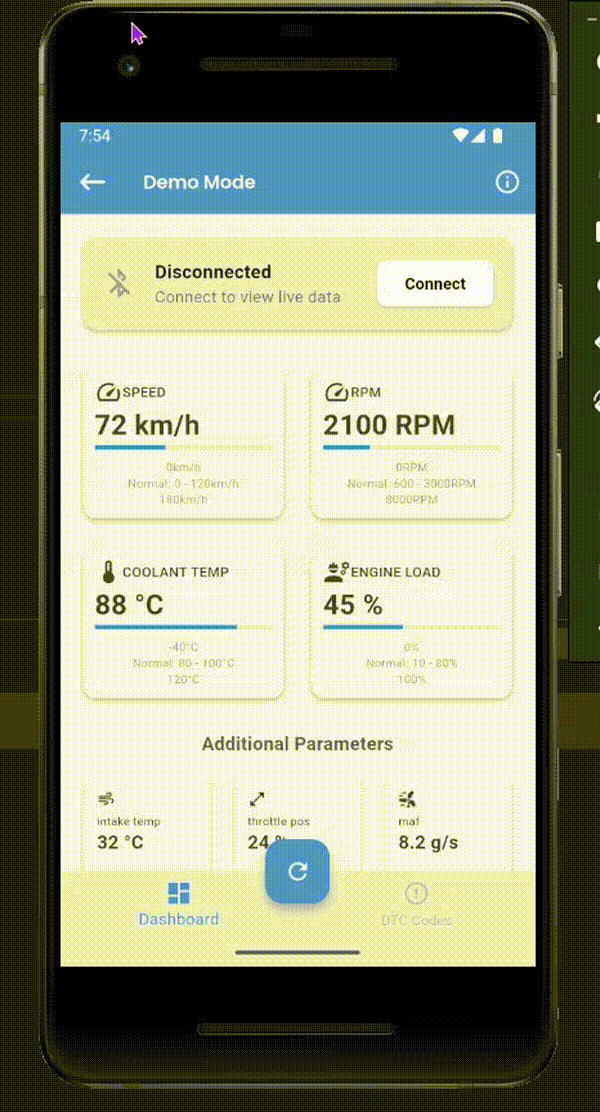 7:54
Demo Mode
Disconnected
Connect to view live data
Connect
SPEED
72 km/h
0km/h
Normal: 0 - 120km/h
180km/h
RPM
2100 RPM
0RPM
Normal: 600 - 3000RPM
8000RPM
COOLANT TEMP
88 °C
-40°C
Normal: 80 - 100°C
120°C
ENGINE LOAD
45 %
0%
Normal: 10 - 80%
100%
Additional Parameters
intake temp
32 °C
throttle pos
24 %
maf
8.2 g/s
Dashboard
DTC Codes